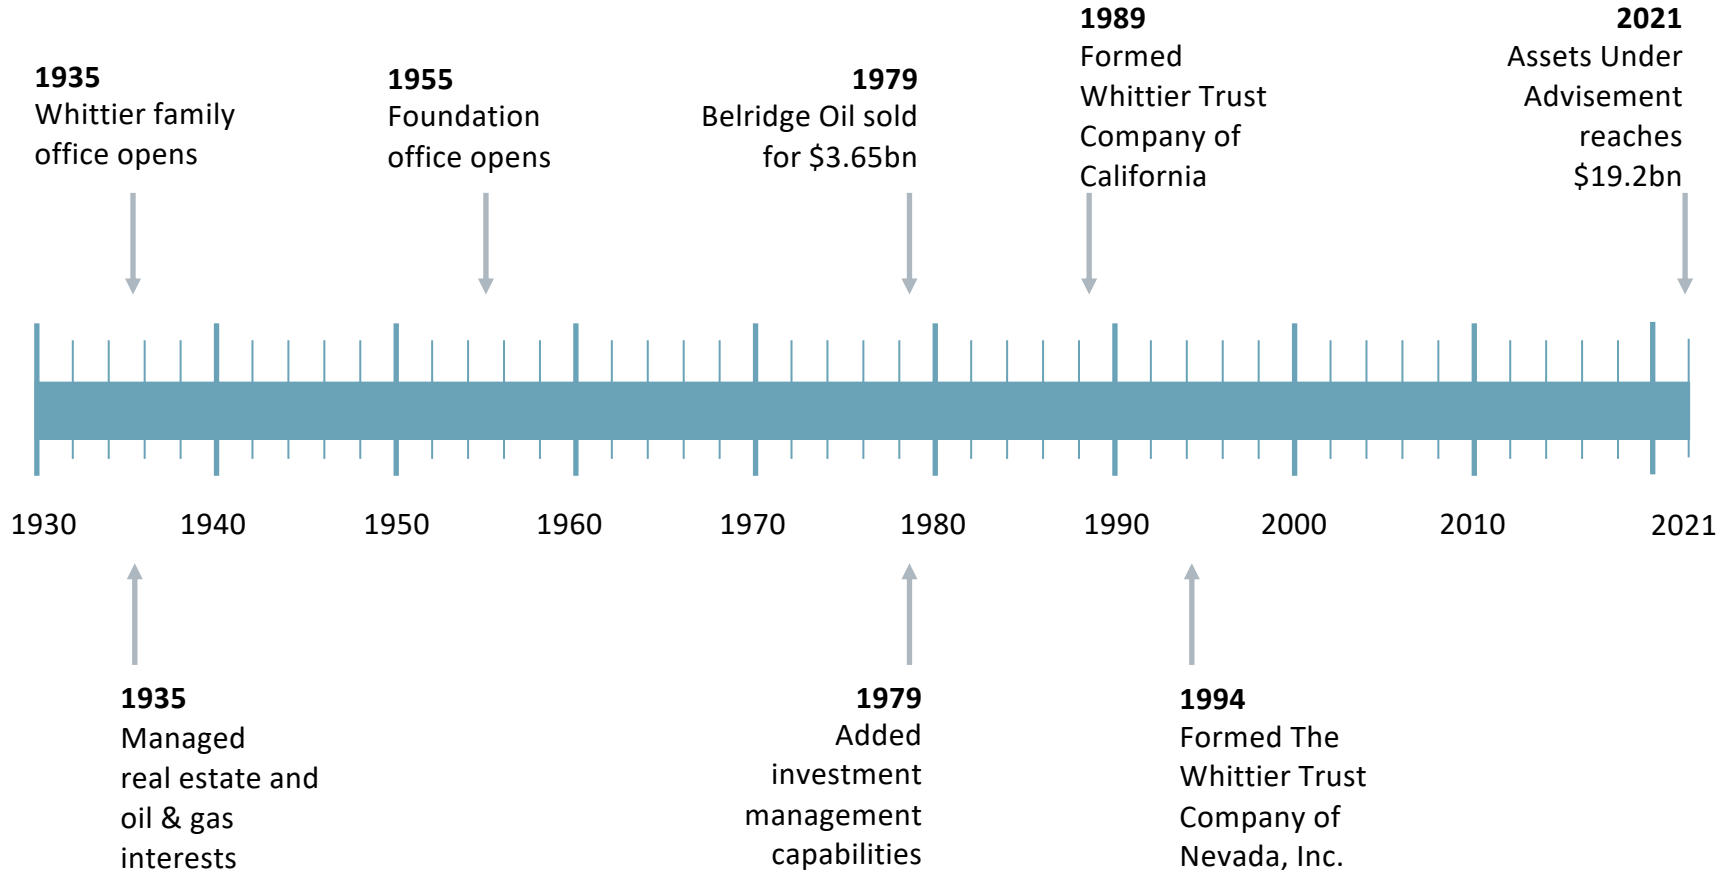 1935
Whittier family
office opens
1955
Foundation
office opens
1979
Belridge Oil sold
for $3.65bn
1989
Formed
Whittier Trust
Company of
California
2021
Assets Under
Advisement
reaches
$19.2bn
1930 1940 1950 1960 1970 1980 1990 2000 2010 2021
1935
Managed
real estate and
oil & gas
interests
1979
Added
investment
management
capabilities
1994
Formed The
Whittier Trust
Company of
Nevada, Inc.